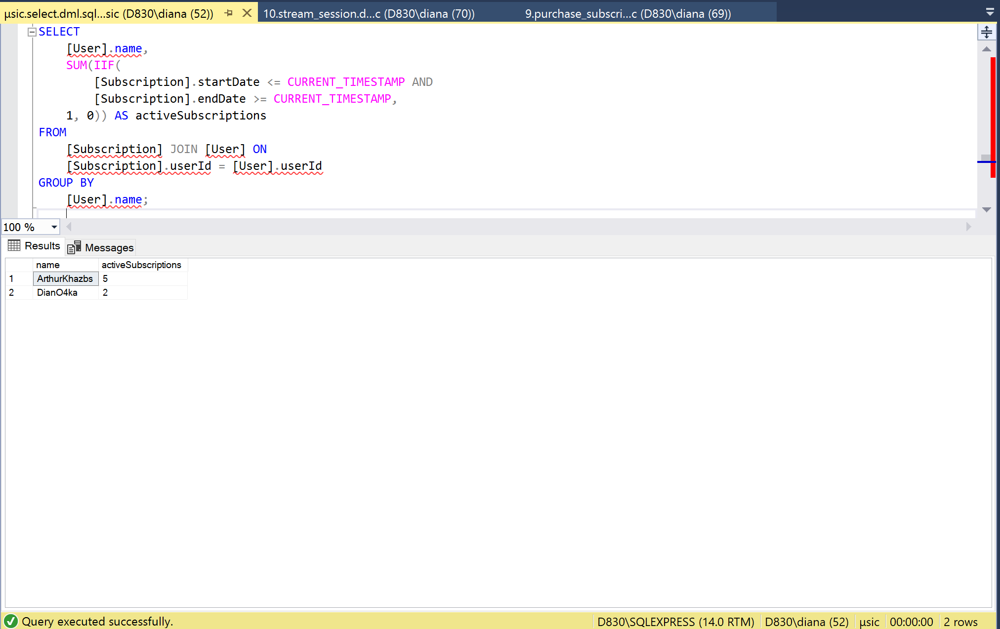 µsic.select.dml.sql...sic (D830\diana (52)) 10.stream_session.d...c (D830\diana (70)) 9.purchase_subscri...c (D830\diana (69))
SELECT
[User].name,
SUM(IIF(
[Subscription].startDate <= CURRENT_TIMESTAMP AND
[Subscription].endDate >= CURRENT_TIMESTAMP,
1, 0)) AS activeSubscriptions
FROM
[Subscription] JOIN [User] ON
[Subscription].userId = [User].userId
GROUP BY
[User].name;
100 %
Results Messages
name activeSubscriptions
1 ArthurKhazbs 5
2 DianO4ka 2
Query executed successfully. D830\SQLEXPRESS (14.0 RTM) D830\diana (52) µsic 00:00:00 2 rows